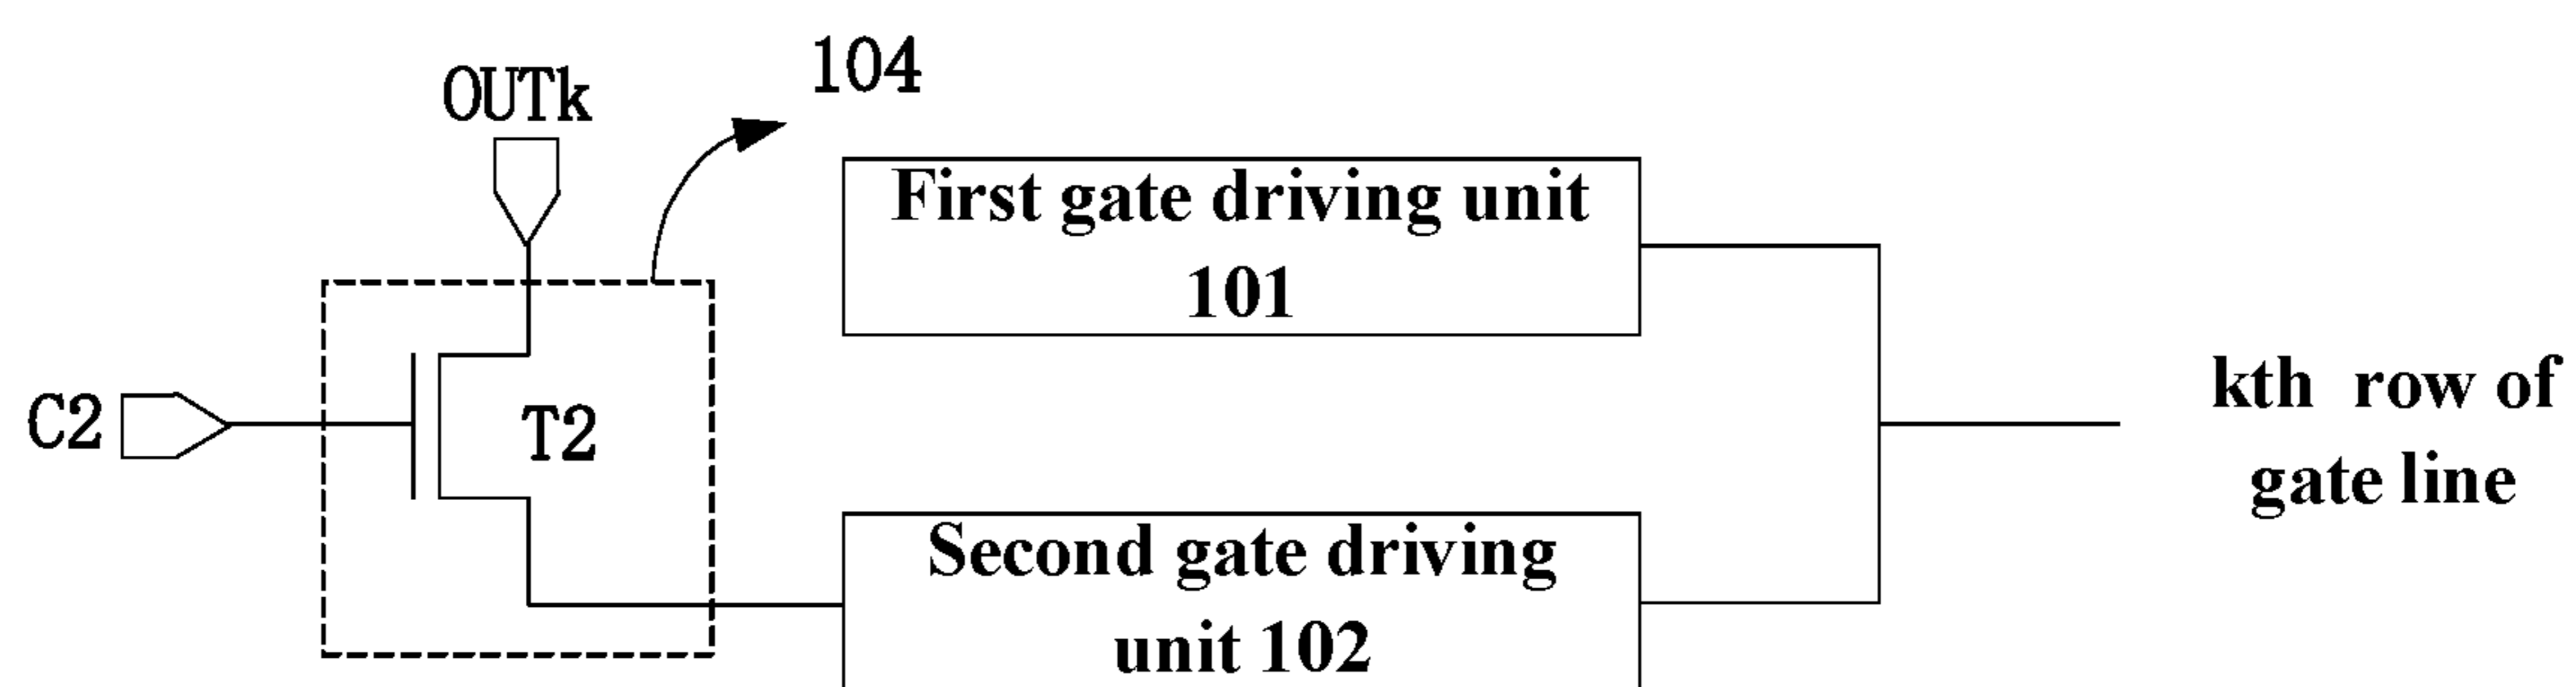 104
OUTk
First gate driving unit
101
C2
T2
kth row of
gate line
Second gate driving
unit 102